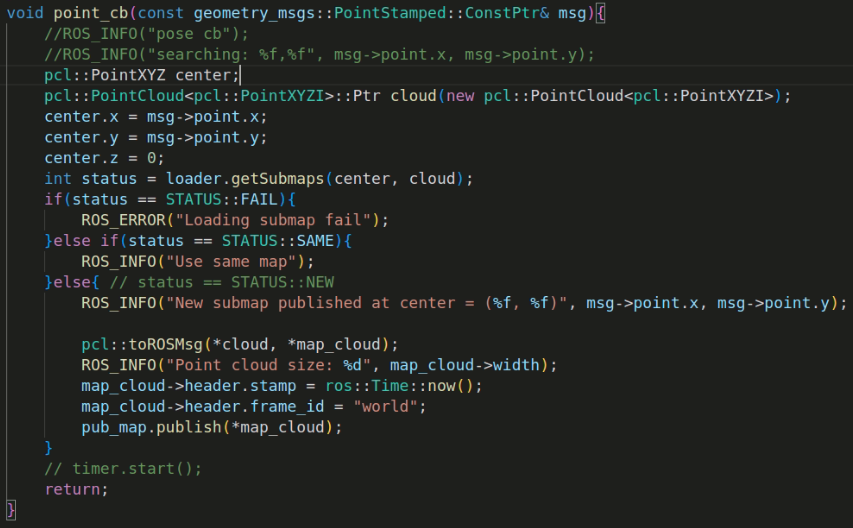 void point_cb(const geometry_msgs::PointStamped::ConstPtr& msg){
    //ROS_INFO("pose cb");
    //ROS_INFO("searching: %f,%f", msg->point.x, msg->point.y);
    pcl::PointXYZ center;
    pcl::PointCloud<pcl::PointXYZI>::Ptr cloud(new pcl::PointCloud<pcl::PointXYZI>);
    center.x = msg->point.x;
    center.y = msg->point.y;
    center.z = 0;
    int status = loader.getSubmaps(center, cloud);
    if(status == STATUS::FAIL){
        ROS_ERROR("Loading submap fail");
    }else if(status == STATUS::SAME){
        ROS_INFO("Use same map");
    }else{ // status == STATUS::NEW
        ROS_INFO("New submap published at center = (%f, %f)", msg->point.x, msg->point.y);

        pcl::toROSMsg(*cloud, *map_cloud);
        ROS_INFO("Point cloud size: %d", map_cloud->width);
        map_cloud->header.stamp = ros::Time::now();
        map_cloud->header.frame_id = "world";
        pub_map.publish(*map_cloud);
    }
    // timer.start();
    return;
}